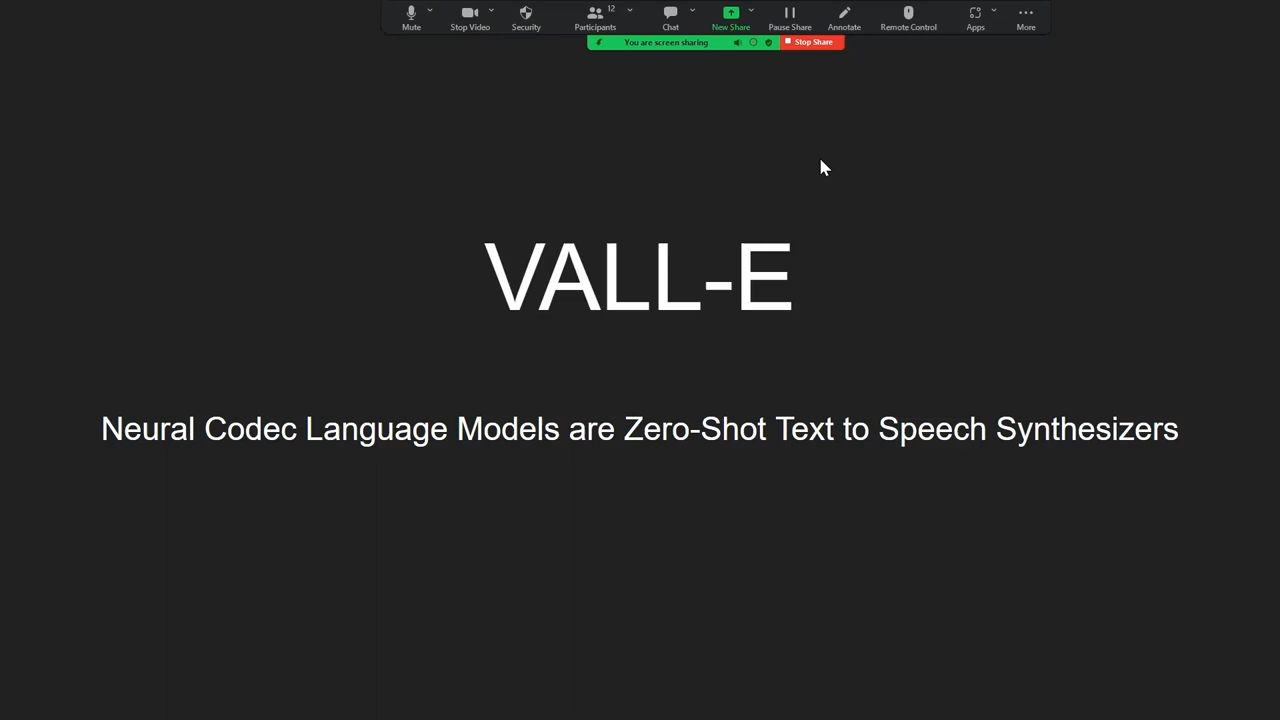 Mute
Stop Video
Security
Participants
12
Chat
New Share
Pause Share
Annotate
Remote Control
Apps
More
You are screen sharing
Stop Share
VALL-E
Neural Codec Language Models are Zero-Shot Text to Speech Synthesizers